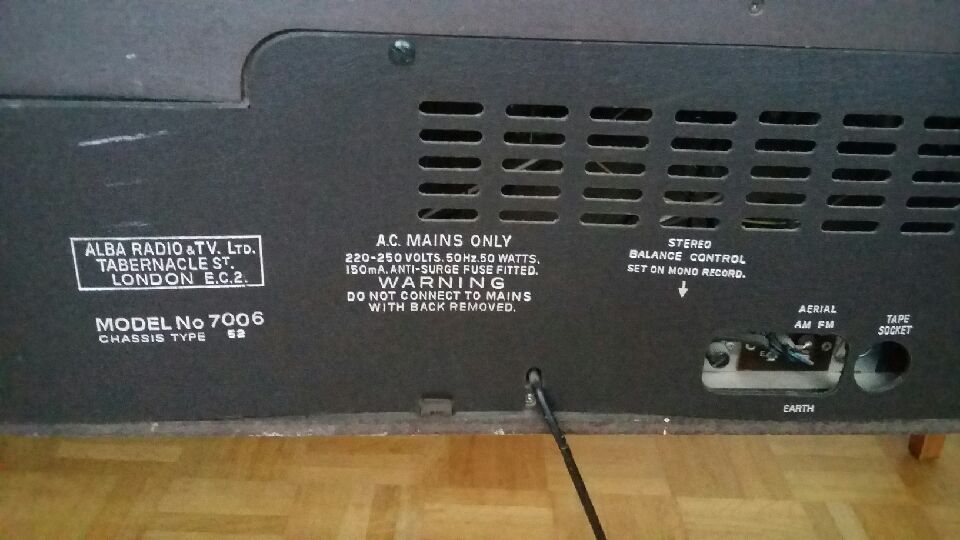 ALBA RADIO & T.V. LTD.
TABERNACLE ST.
LONDON E.C.2.
MODEL No 7006
CHASSIS TYPE 52
A.C. MAINS ONLY
220-250 VOLTS. 50Hz. 50 WATTS.
150mA. ANTI-SURGE FUSE FITTED.
WARNING
DO NOT CONNECT TO MAINS
WITH BACK REMOVED.
STEREO
BALANCE CONTROL
SET ON MONO RECORD.
AERIAL
AM FM
EARTH
TAPE
SOCKET